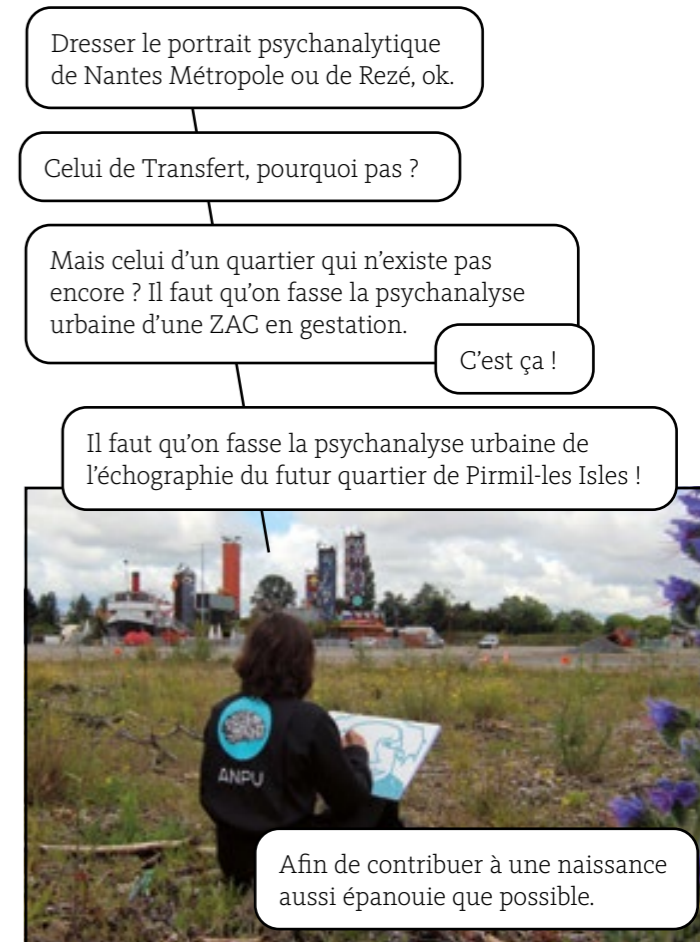 Dresser le portrait psychanalytique
de Nantes Métropole ou de Rezé, ok.
Celui de Transfert, pourquoi pas ?
Mais celui d’un quartier qui n’existe pas
encore ? Il faut qu’on fasse la psychanalyse
urbaine d’une ZAC en gestation.
C’est ça !
Il faut qu’on fasse la psychanalyse urbaine de
l’échographie du futur quartier de Pirmil-les Isles !
ANPU
Afin de contribuer à une naissance
aussi épanouie que possible.